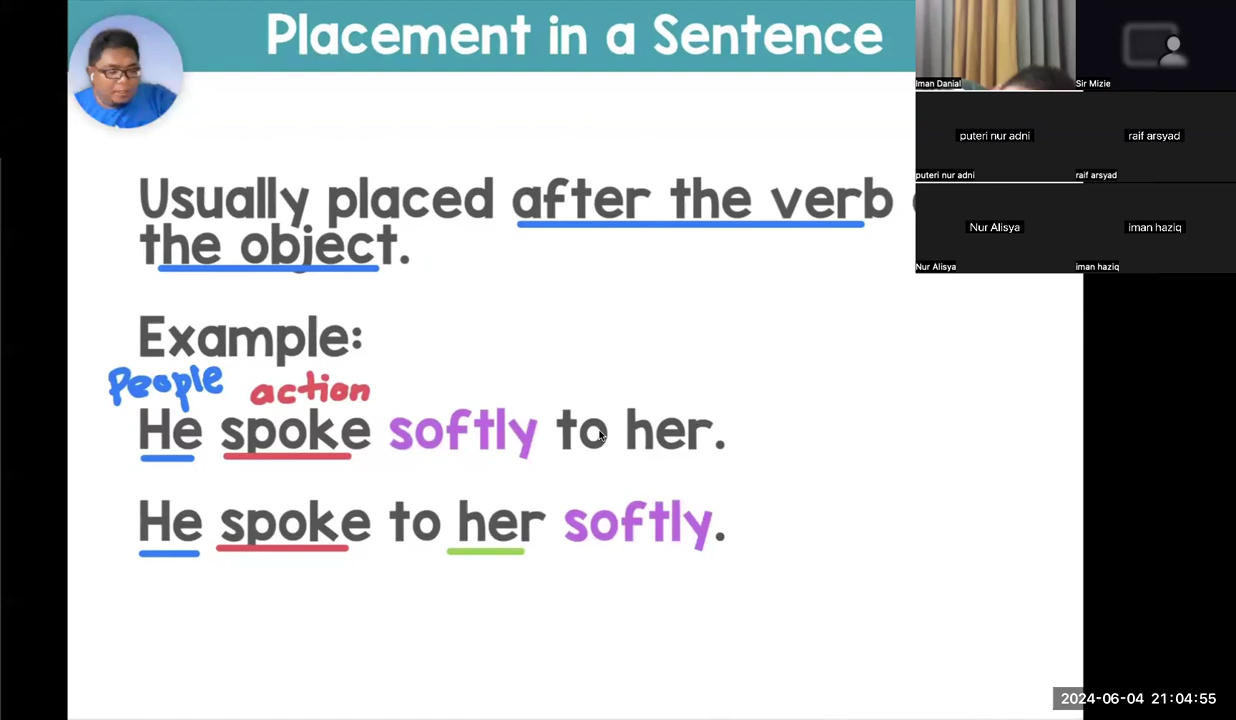 Placement in a Sentence
Usually placed after the verb
the object.
Example:
People action
He spoke softly to her.
He spoke to her softly.
Iman Danial
Sir Mizie
puteri nur adni
raif arsyad
puteri nur adni
raif arsyad
Nur Alisya
iman haziq
Nur Alisya
iman haziq
2024-06-04 21:04:55